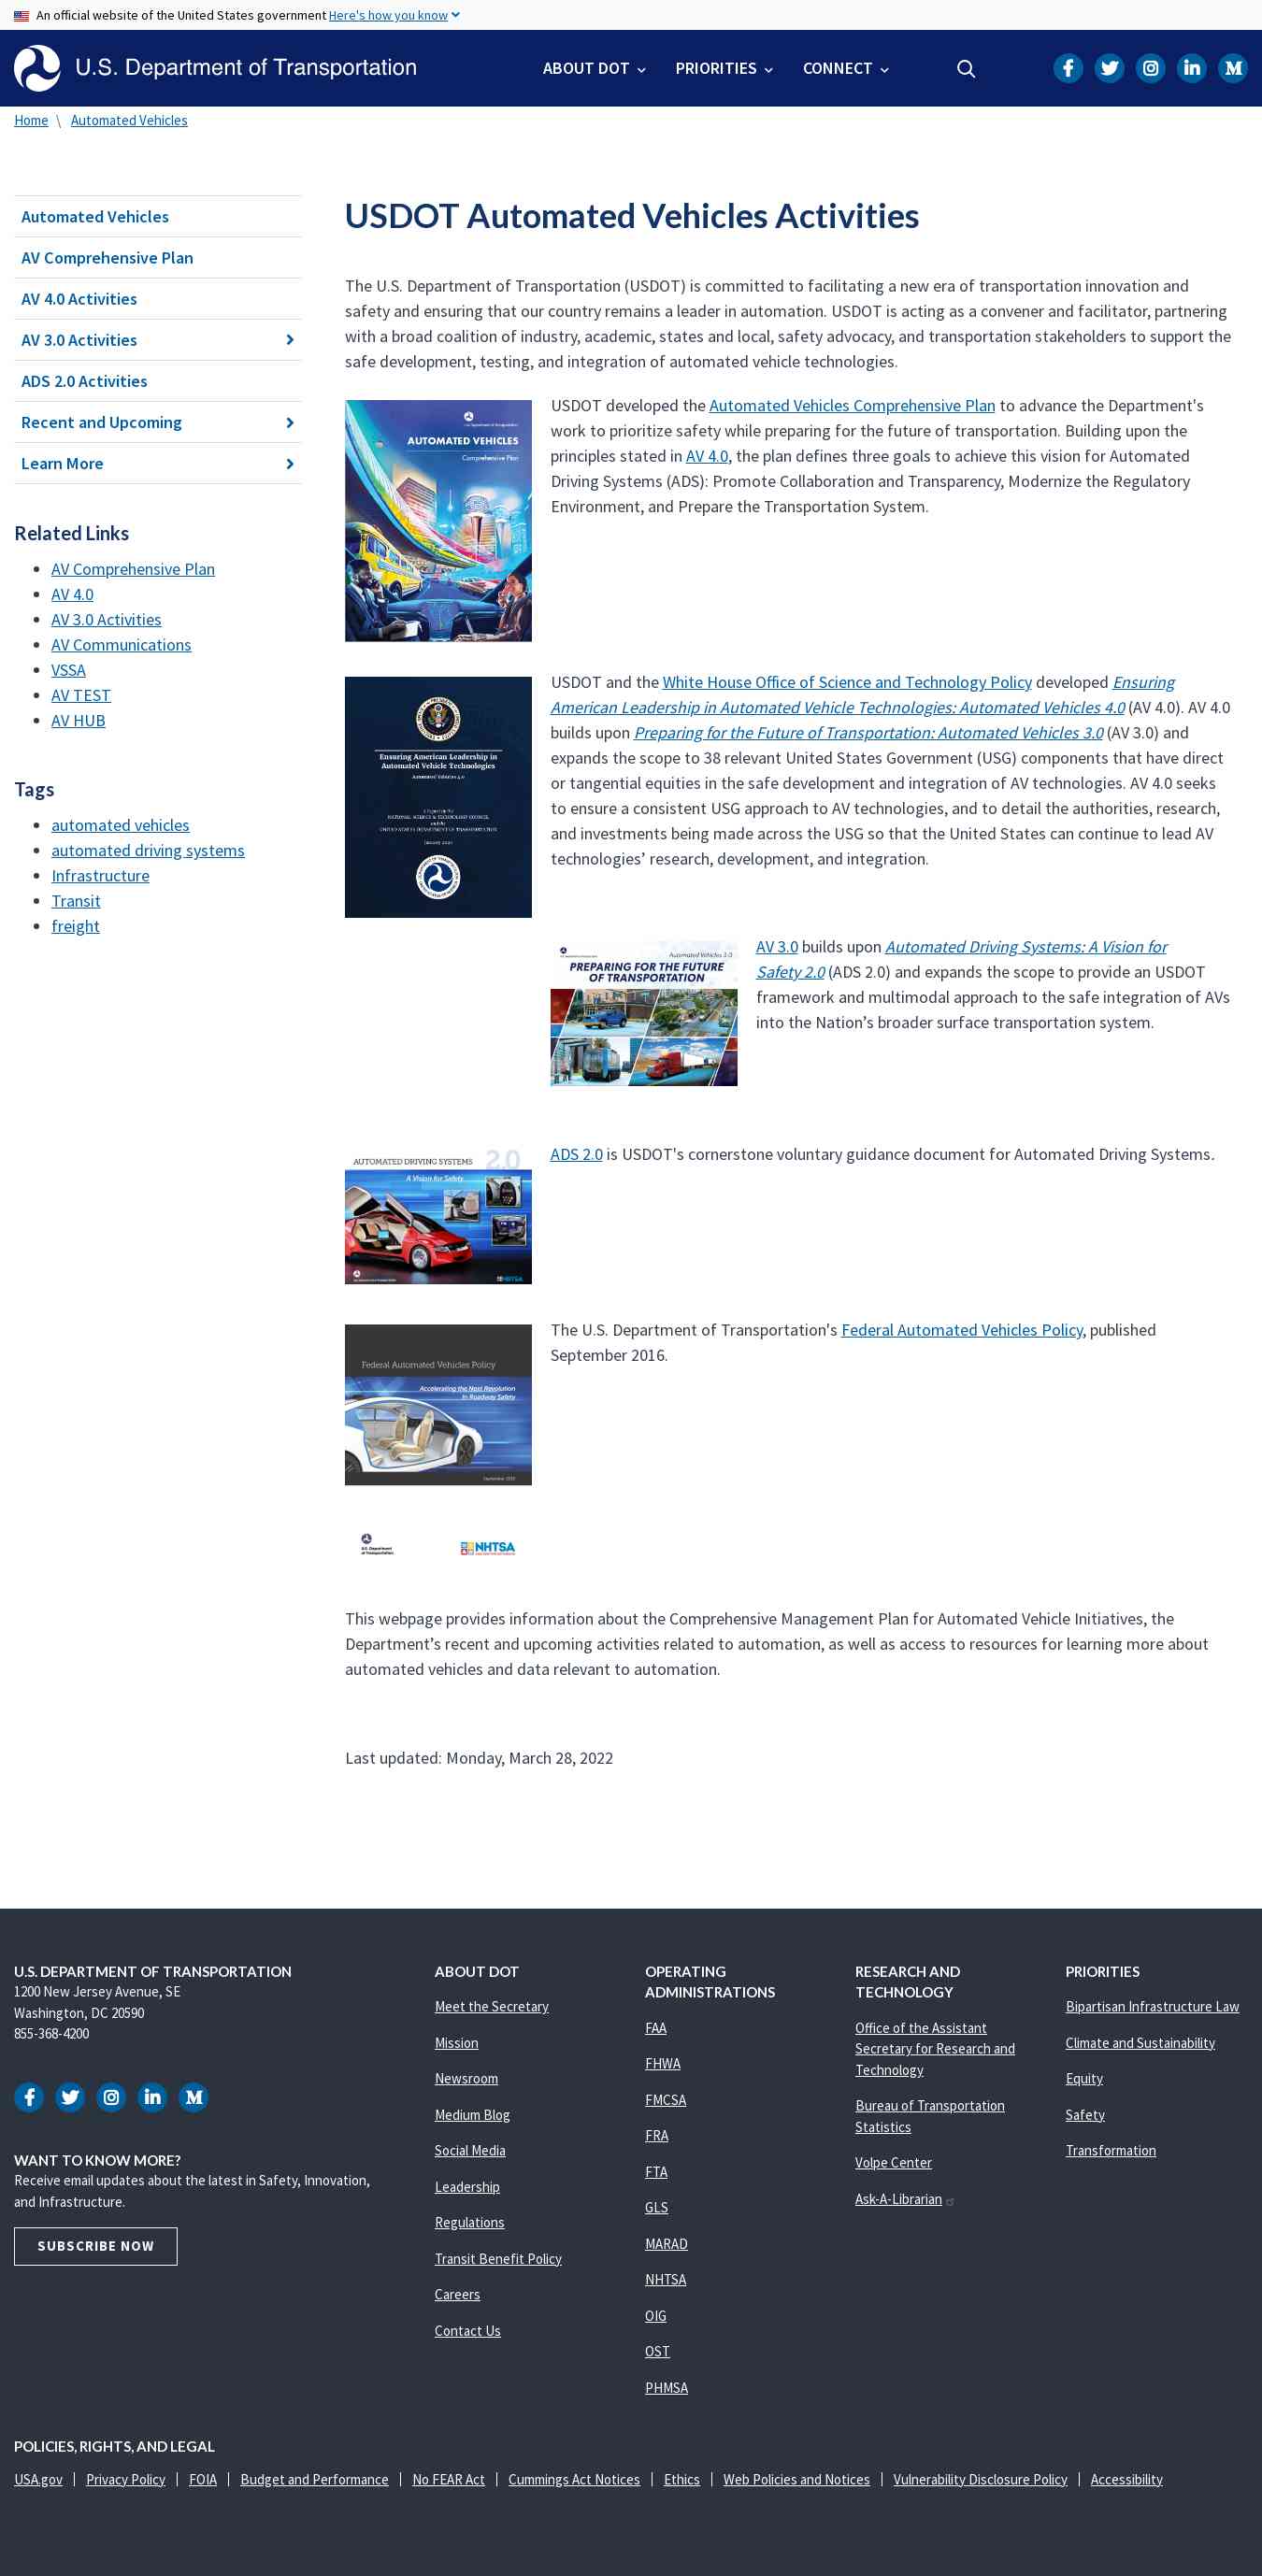 An official website of the United States government Here's how you know
U.S. Department of Transportation
ABOUT DOT
PRIORITIES
CONNECT
Home \ Automated Vehicles
Automated Vehicles
AV Comprehensive Plan
AV 4.0 Activities
AV 3.0 Activities
ADS 2.0 Activities
Recent and Upcoming
Learn More
Related Links
AV Comprehensive Plan
AV 4.0
AV 3.0 Activities
AV Communications
VSSA
AV TEST
AV HUB
Tags
automated vehicles
automated driving systems
Infrastructure
Transit
freight
USDOT Automated Vehicles Activities
The U.S. Department of Transportation (USDOT) is committed to facilitating a new era of transportation innovation and
safety and ensuring that our country remains a leader in automation. USDOT is acting as a convener and facilitator, partnering
with a broad coalition of industry, academic, states and local, safety advocacy, and transportation stakeholders to support the
safe development, testing, and integration of automated vehicle technologies.
AUTOMATED VEHICLES
Comprehensive Plan
USDOT developed the Automated Vehicles Comprehensive Plan to advance the Department's
work to prioritize safety while preparing for the future of transportation. Building upon the
principles stated in AV 4.0, the plan defines three goals to achieve this vision for Automated
Driving Systems (ADS): Promote Collaboration and Transparency, Modernize the Regulatory
Environment, and Prepare the Transportation System.
Ensuring American Leadership in
Automated Vehicle Technologies
Automated Vehicles 4.0
A Report by the
NATIONAL SCIENCE & TECHNOLOGY COUNCIL
and the
UNITED STATES DEPARTMENT OF TRANSPORTATION
January 2020
USDOT and the White House Office of Science and Technology Policy developed Ensuring
American Leadership in Automated Vehicle Technologies: Automated Vehicles 4.0 (AV 4.0). AV 4.0
builds upon Preparing for the Future of Transportation: Automated Vehicles 3.0 (AV 3.0) and
expands the scope to 38 relevant United States Government (USG) components that have direct
or tangential equities in the safe development and integration of AV technologies. AV 4.0 seeks
to ensure a consistent USG approach to AV technologies, and to detail the authorities, research,
and investments being made across the USG so that the United States can continue to lead AV
technologies’ research, development, and integration.
Automated Vehicles 3.0
PREPARING FOR THE FUTURE
OF TRANSPORTATION
AV 3.0 builds upon Automated Driving Systems: A Vision for
Safety 2.0 (ADS 2.0) and expands the scope to provide an USDOT
framework and multimodal approach to the safe integration of AVs
into the Nation’s broader surface transportation system.
AUTOMATED DRIVING SYSTEMS 2.0
A Vision for Safety
NHTSA
ADS 2.0 is USDOT's cornerstone voluntary guidance document for Automated Driving Systems.
Federal Automated Vehicles Policy
Accelerating the Next Revolution
In Roadway Safety
September 2016
U.S. Department
of Transportation
NHTSA
The U.S. Department of Transportation's Federal Automated Vehicles Policy, published
September 2016.
This webpage provides information about the Comprehensive Management Plan for Automated Vehicle Initiatives, the
Department’s recent and upcoming activities related to automation, as well as access to resources for learning more about
automated vehicles and data relevant to automation.
Last updated: Monday, March 28, 2022
U.S. DEPARTMENT OF TRANSPORTATION
1200 New Jersey Avenue, SE
Washington, DC 20590
855-368-4200
WANT TO KNOW MORE?
Receive email updates about the latest in Safety, Innovation,
and Infrastructure.
SUBSCRIBE NOW
ABOUT DOT
Meet the Secretary
Mission
Newsroom
Medium Blog
Social Media
Leadership
Regulations
Transit Benefit Policy
Careers
Contact Us
OPERATING
ADMINISTRATIONS
FAA
FHWA
FMCSA
FRA
FTA
GLS
MARAD
NHTSA
OIG
OST
PHMSA
RESEARCH AND
TECHNOLOGY
Office of the Assistant
Secretary for Research and
Technology
Bureau of Transportation
Statistics
Volpe Center
Ask-A-Librarian
PRIORITIES
Bipartisan Infrastructure Law
Climate and Sustainability
Equity
Safety
Transformation
POLICIES, RIGHTS, AND LEGAL
USA.gov | Privacy Policy | FOIA | Budget and Performance | No FEAR Act | Cummings Act Notices | Ethics | Web Policies and Notices | Vulnerability Disclosure Policy | Accessibility